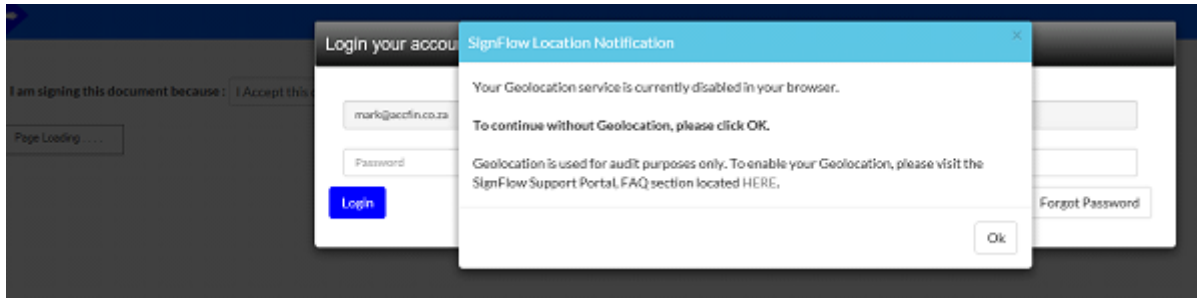 Login your accou
SignFlow Location Notification
×
Your Geolocation service is currently disabled in your browser.
I am signing this document because : I Accept this
mark@accfin.co.za
To continue without Geolocation, please click OK.
Page Loading . . . .
Password
Geolocation is used for audit purposes only. To enable your Geolocation, please visit the
SignFlow Support Portal, FAQ section located HERE.
Login
Forgot Password
Ok